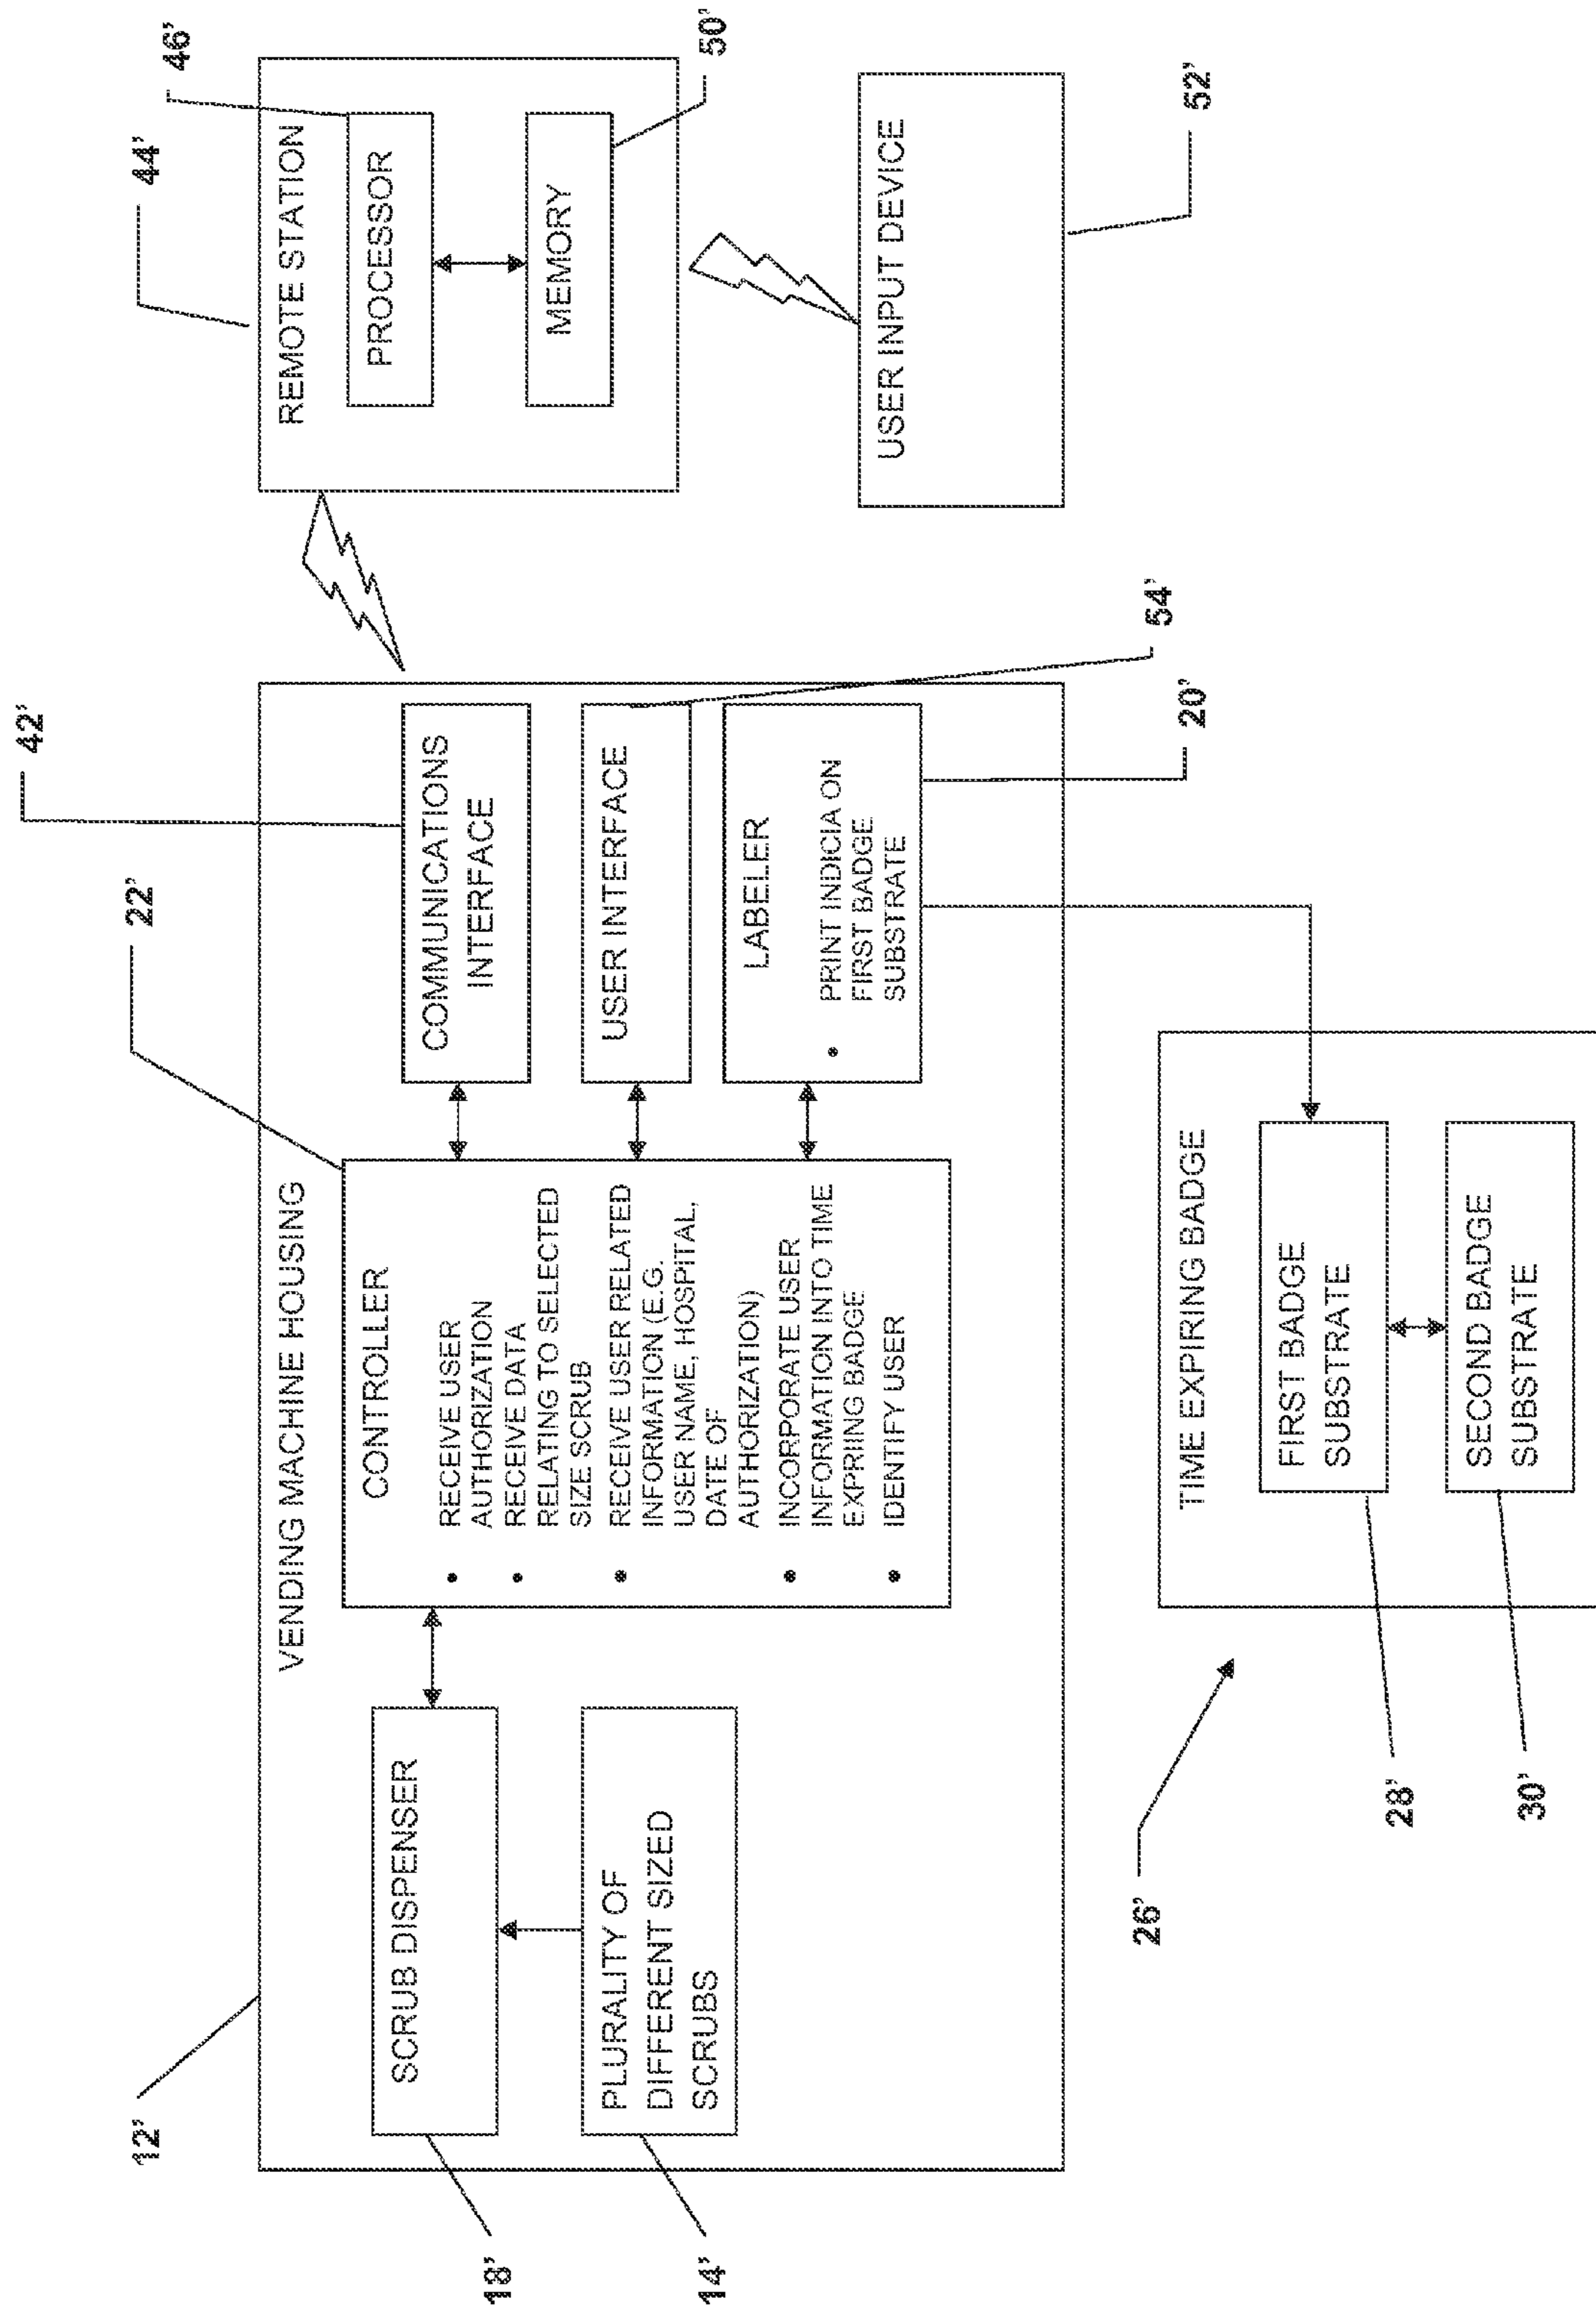 12'
VENDING MACHINE HOUSING
18'
SCRUB DISPENSER
14'
PLURALITY OF
DIFFERENT SIZED
SCRUBS
22'
CONTROLLER
• RECEIVE USER
AUTHORIZATION
• RECEIVE DATA
RELATING TO SELECTED
SIZE SCRUB
• RECEIVE USER RELATED
INFORMATION (E.G.
USER NAME, HOSPITAL,
DATE OF
AUTHORIZATION)
• INCORPORATE USER
INFORMATION INTO TIME
EXPRIING BADGE
• IDENTIFY USER
42'
COMMUNICATIONS
INTERFACE
54'
USER INTERFACE
20'
LABELER
• PRINT INDICIA ON
FIRST BADGE
SUBSTRATE
44'
REMOTE STATION
46'
PROCESSOR
50'
MEMORY
52'
USER INPUT DEVICE
26'
TIME EXPIRING BADGE
28'
FIRST BADGE
SUBSTRATE
30'
SECOND BADGE
SUBSTRATE